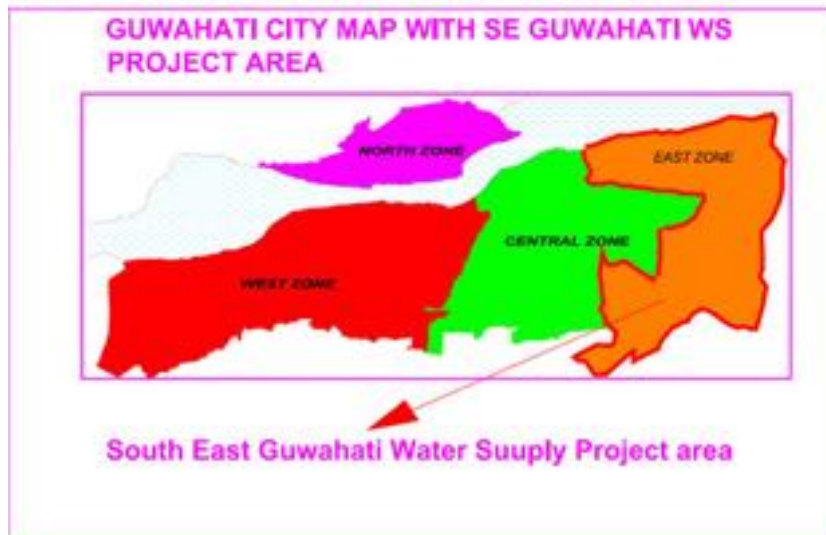 GUWAHATI CITY MAP WITH SE GUWAHATI WS
PROJECT AREA
NORTH ZONE
EAST ZONE
CENTRAL ZONE
WEST ZONE
South East Guwahati Water Suuply Project area